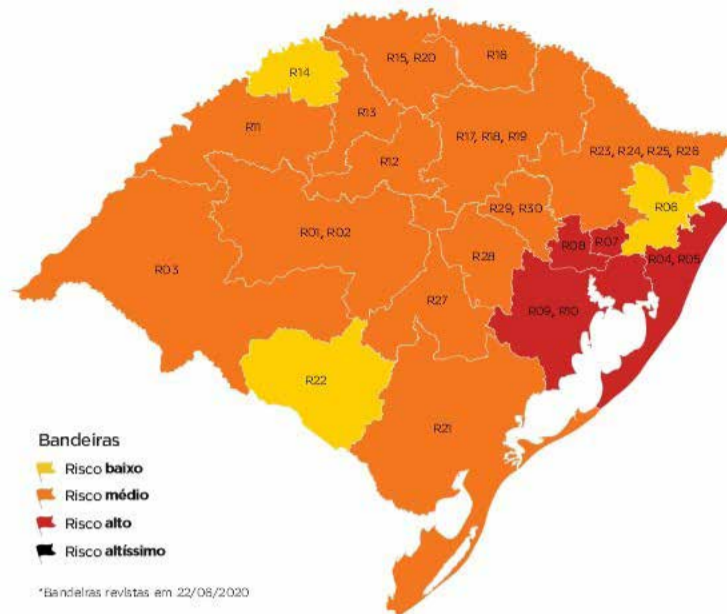 R15, R20
R16
R14
R13
R11
R17, R18, R19
R12
R23, R24, R25, R26
R29, R30
R06
R01, R02
R08
R07
R28
R04, R05
R03
R27
R09, R10
R22
R21
Bandeiras
Risco baixo
Risco médio
Risco alto
Risco altíssimo
*Bandeiras revistas em 22/08/2020